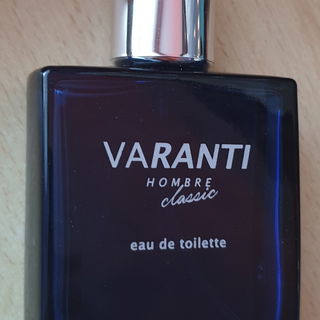 VARANTI
HOMBRE
classic
eau de toilette